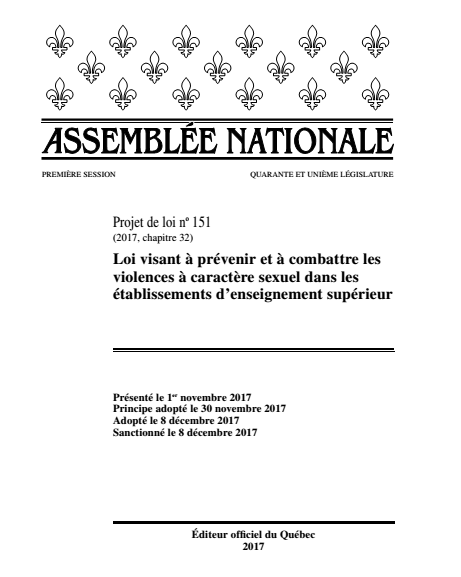 ASSEMBLÉE NATIONALE
PREMIÈRE SESSION QUARANTE ET UNIÈME LÉGISLATURE
Projet de loi nº 151
(2017, chapitre 32)
Loi visant à prévenir et à combattre les
violences à caractère sexuel dans les
établissements d’enseignement supérieur
Présenté le 1er novembre 2017
Principe adopté le 30 novembre 2017
Adopté le 8 décembre 2017
Sanctionné le 8 décembre 2017
Éditeur officiel du Québec
2017